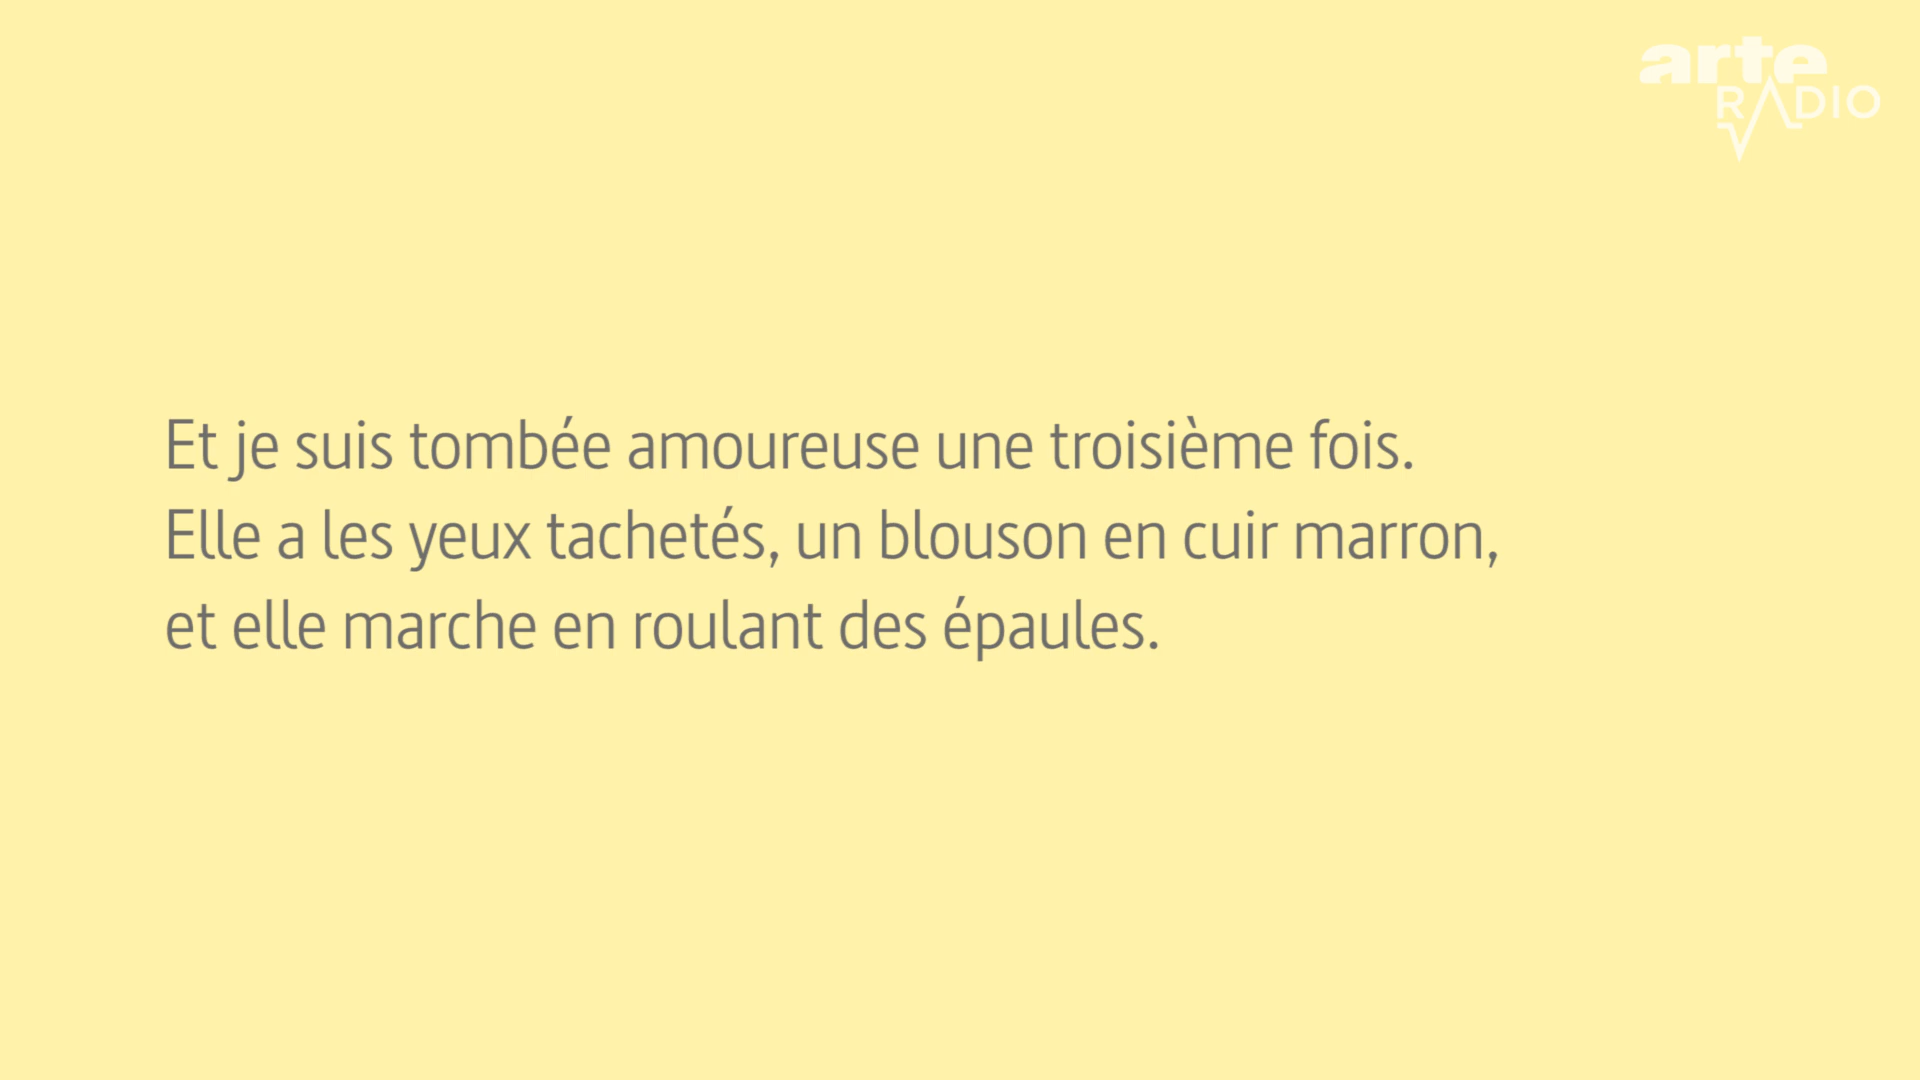 arte
RADIO
Et je suis tombée amoureuse une troisième fois.
Elle a les yeux tachetés, un blouson en cuir marron,
et elle marche en roulant des épaules.